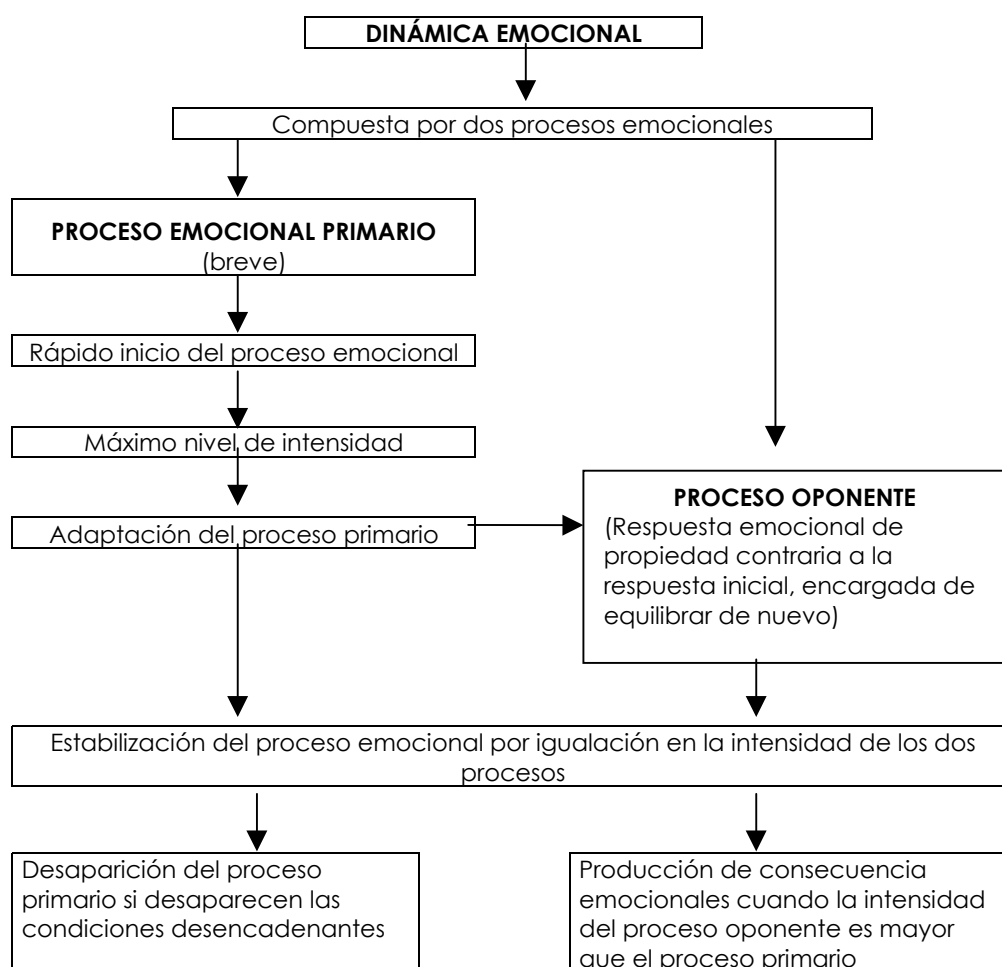 DINÁMICA EMOCIONAL
Compuesta por dos procesos emocionales
PROCESO EMOCIONAL PRIMARIO
(breve)
Rápido inicio del proceso emocional
Máximo nivel de intensidad
Adaptación del proceso primario
PROCESO OPONENTE
(Respuesta emocional de
propiedad contraria a la
respuesta inicial, encargada de
equilibrar de nuevo)
Estabilización del proceso emocional por igualación en la intensidad de los dos
procesos
Desaparición del proceso
primario si desaparecen las
condiciones desencadenantes
Producción de consecuencia
emocionales cuando la intensidad
del proceso oponente es mayor
que el proceso primario